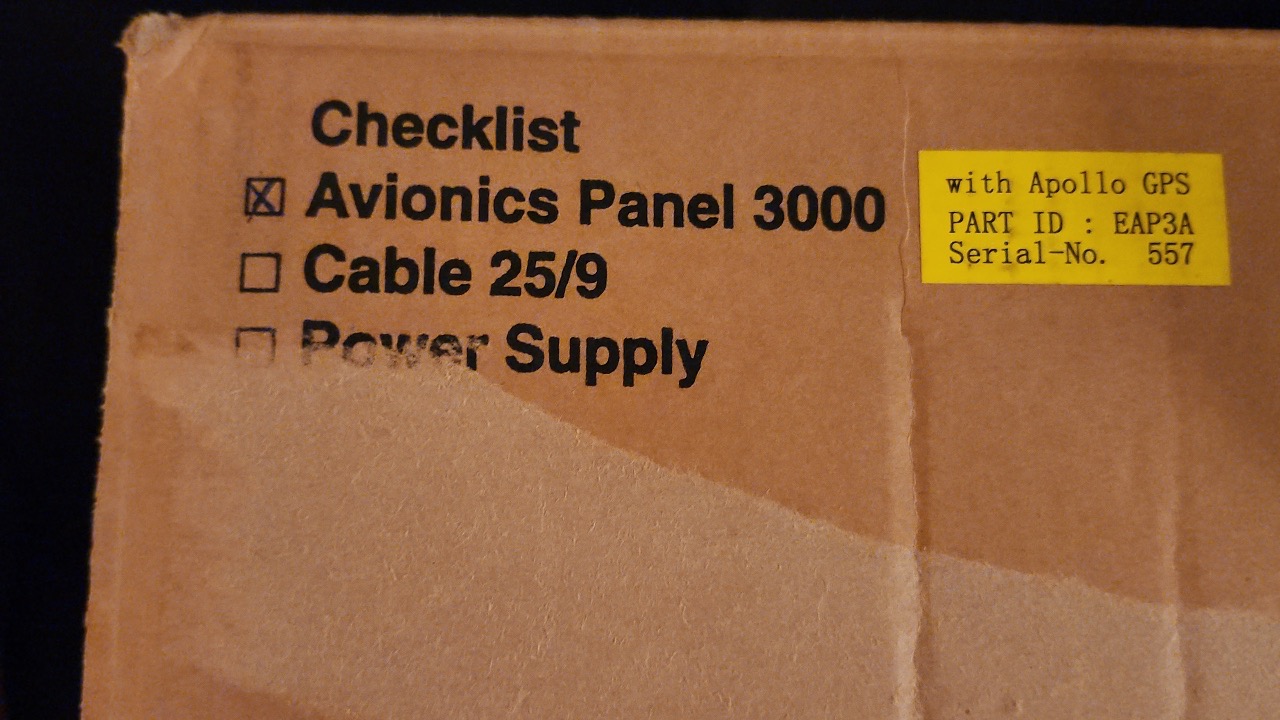 Checklist
Avionics Panel 3000
Cable 25/9
Power Supply
with Apollo GPS
PART ID : EAP3A
Serial-No. 557